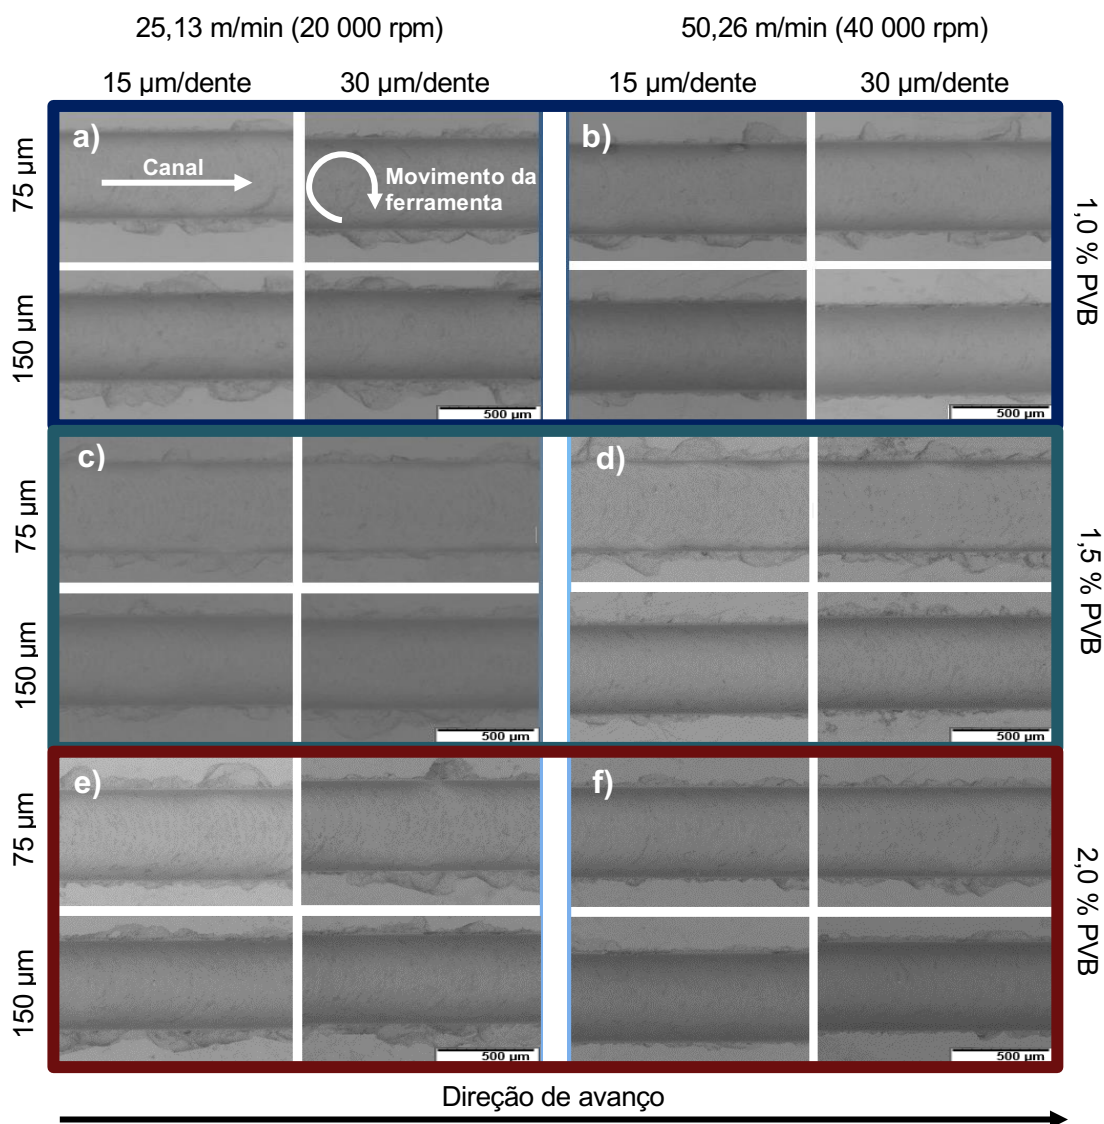 25,13 m/min (20 000 rpm)
50,26 m/min (40 000 rpm)
15 µm/dente
30 µm/dente
15 µm/dente
30 µm/dente
75 µm
a)
Canal
Movimento da
ferramenta
b)
1,0 % PVB
150 µm
500 µm
500 µm
75 µm
c)
d)
1,5 % PVB
150 µm
500 µm
500 µm
75 µm
e)
f)
2,0 % PVB
150 µm
500 µm
500 µm
Direção de avanço